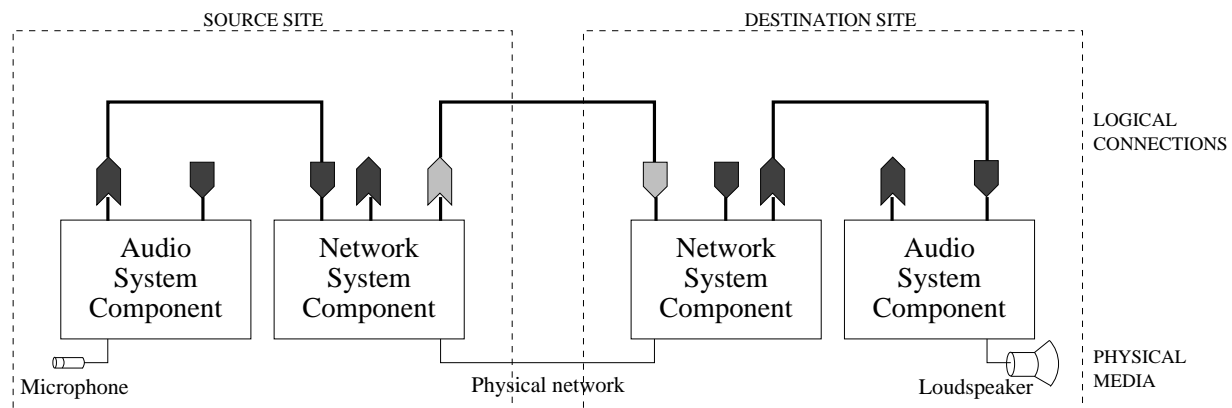 SOURCE SITE
DESTINATION SITE
LOGICAL
CONNECTIONS
Audio
System
Component
Network
System
Component
Network
System
Component
Audio
System
Component
Microphone
Physical network
Loudspeaker
PHYSICAL
MEDIA